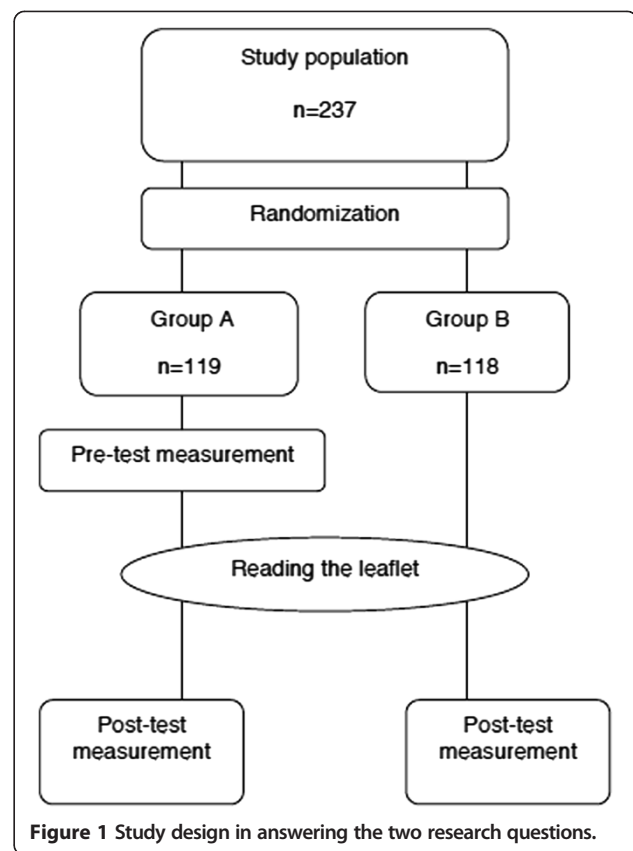 Study population
n=237
Randomization
Group A
n=119
Group B
n=118
Pre-test measurement
Reading the leaflet
Post-test
measurement
Post-test
measurement
Figure 1 Study design in answering the two research questions.